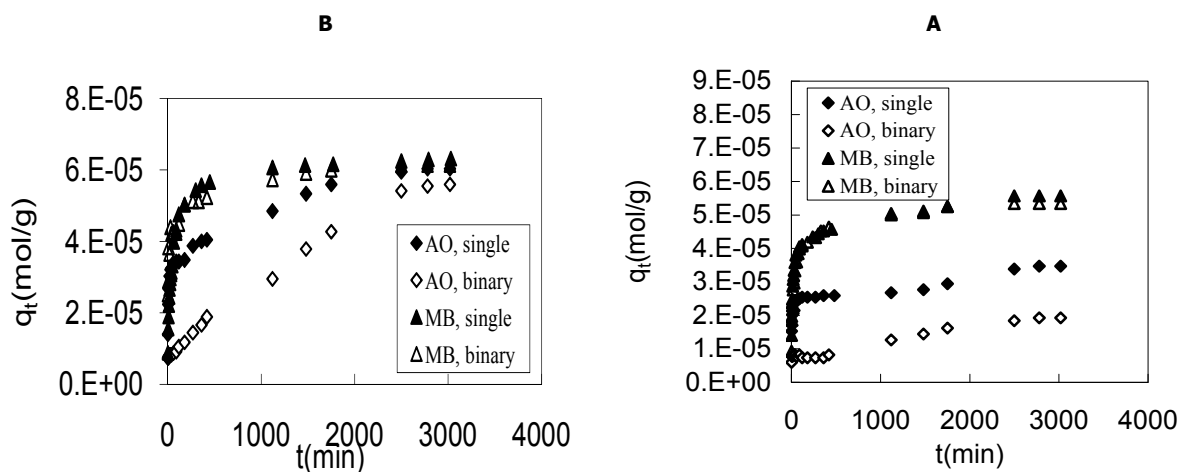 B
8.E-05
6.E-05
4.E-05
2.E-05
0.E+00
qt(mol/g)
AO, single
AO, binary
MB, single
MB, binary
0 1000 2000 3000 4000
t(min)
A
9.E-05
8.E-05
7.E-05
6.E-05
5.E-05
4.E-05
3.E-05
2.E-05
1.E-05
0.E+00
qt(mol/g)
AO, single
AO, binary
MB, single
MB, binary
0 1000 2000 3000 4000
t(min)